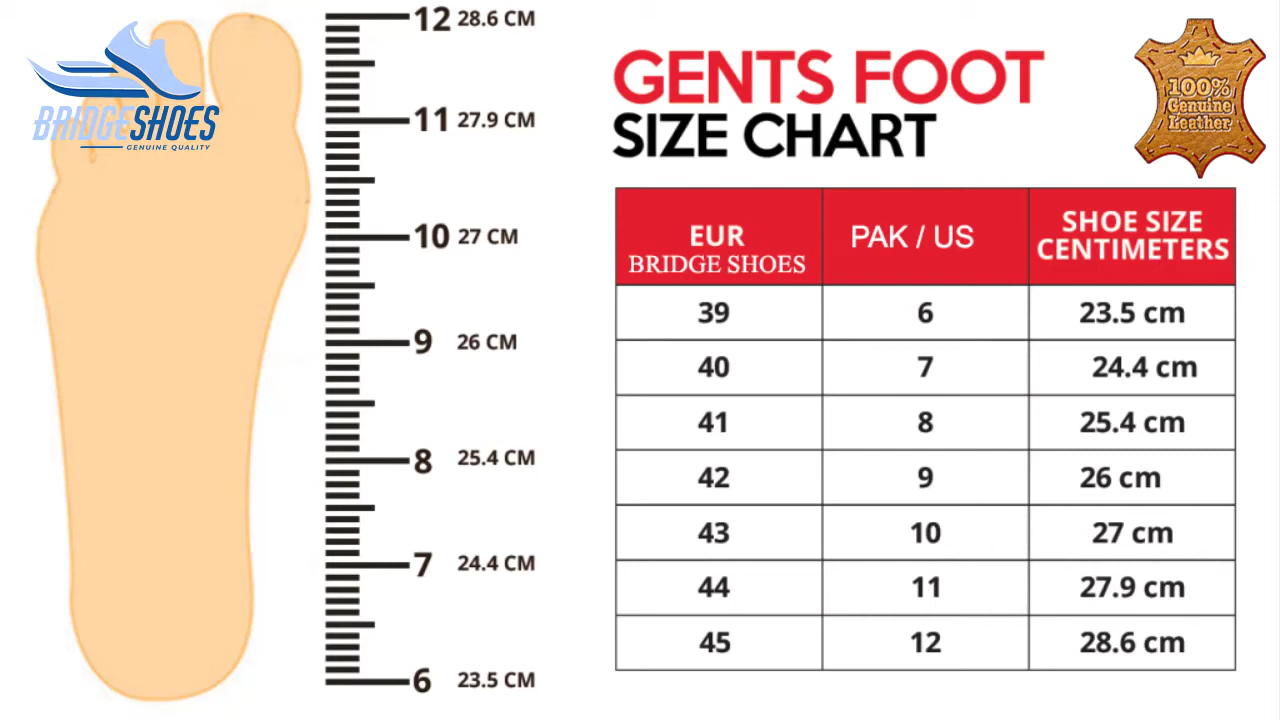 BRIDGESHOES
GENUINE QUALITY
12 28.6 CM
11 27.9 CM
10 27 CM
9 26 CM
8 25.4 CM
7 24.4 CM
6 23.5 CM
GENTS FOOT
SIZE CHART
100%
Genuine
Leather
EUR
BRIDGE SHOES
PAK / US
SHOE SIZE
CENTIMETERS
39 6 23.5 cm
40 7 24.4 cm
41 8 25.4 cm
42 9 26 cm
43 10 27 cm
44 11 27.9 cm
45 12 28.6 cm